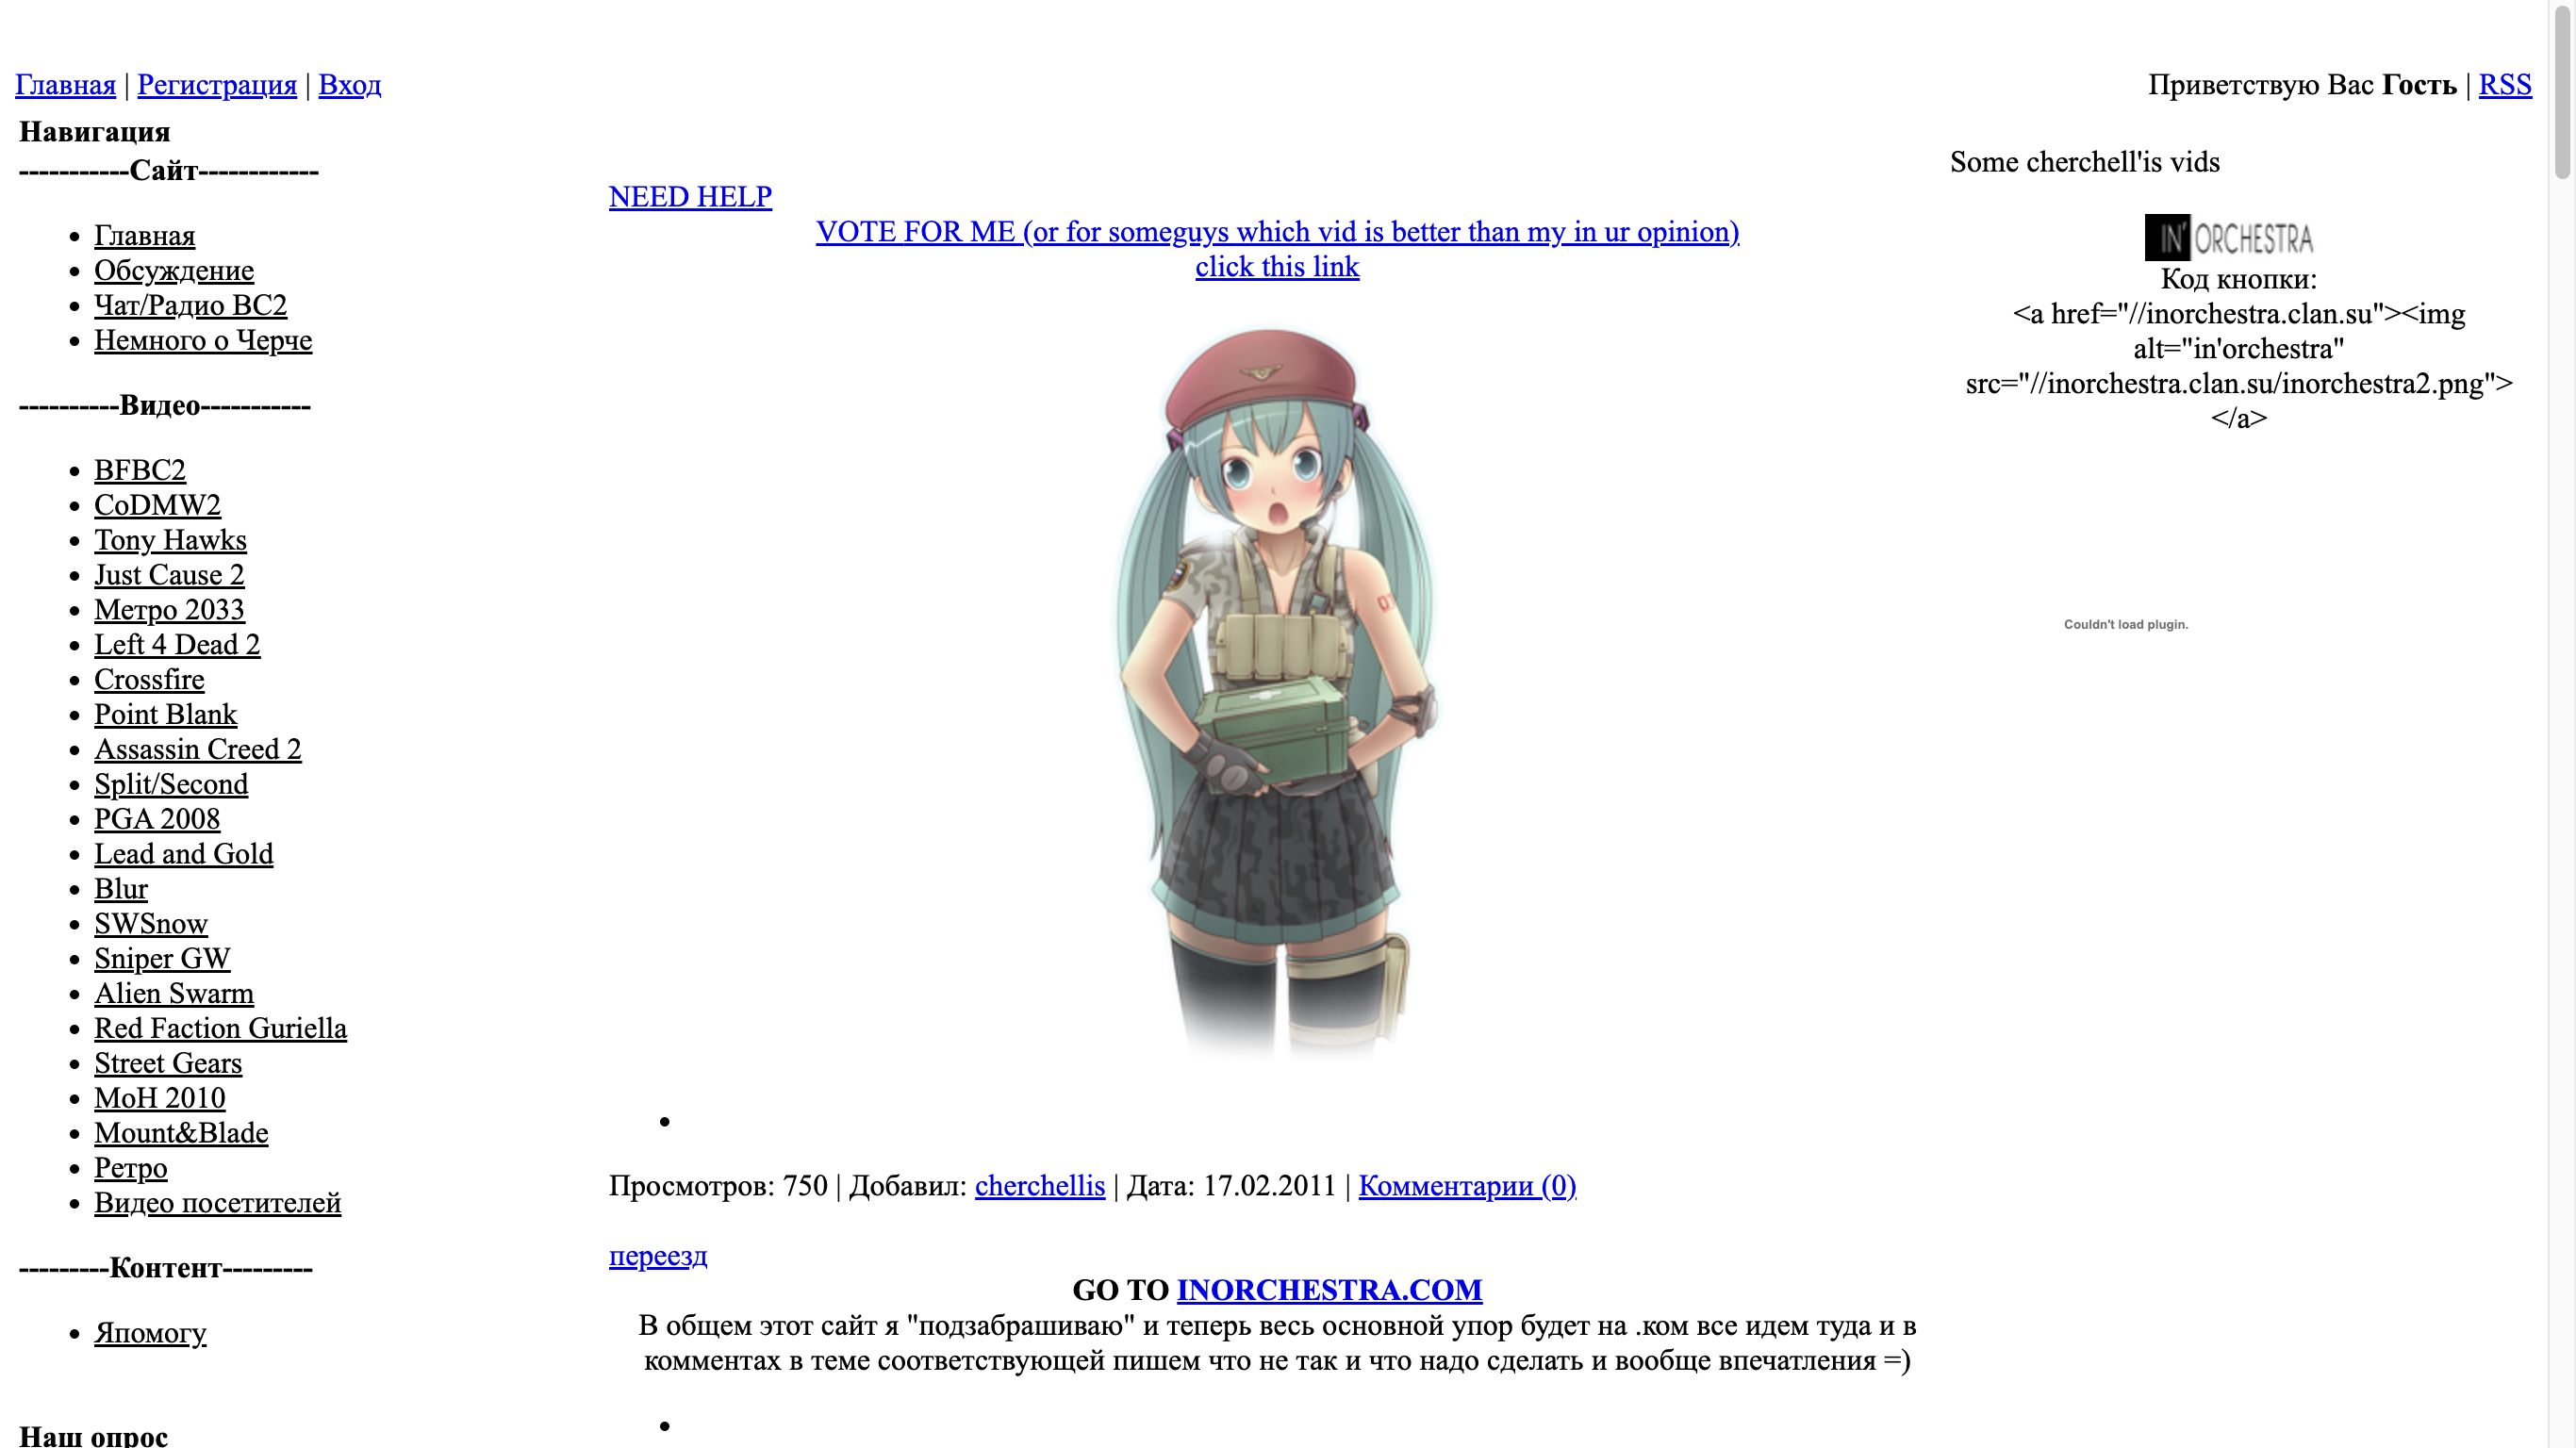 Главная | Регистрация | Вход
Приветствую Вас Гость | RSS
Навигация
-----------Сайт------------
Главная
Обсуждение
Чат/Радио BC2
Немного о Черче
----------Видео-----------
BFBC2
CoDMW2
Tony Hawks
Just Cause 2
Метро 2033
Left 4 Dead 2
Crossfire
Point Blank
Assassin Creed 2
Split/Second
PGA 2008
Lead and Gold
Blur
SWSnow
Sniper GW
Alien Swarm
Red Faction Guriella
Street Gears
MoH 2010
Mount&Blade
Ретро
Видео посетителей
---------Контент---------
Япомогу
Наш опрос
NEED HELP
VOTE FOR ME (or for someguys which vid is better than my in ur opinion)
click this link
Просмотров: 750 | Добавил: cherchellis | Дата: 17.02.2011 | Комментарии (0)
переезд
GO TO INORCHESTRA.COM
В общем этот сайт я "подзабрашиваю" и теперь весь основной упор будет на .ком все идем туда и в
комментах в теме соответствующей пишем что не так и что надо сделать и вообще впечатления =)
Some cherchell'is vids
IN'ORCHESTRA
Код кнопки:
<a href="//inorchestra.clan.su"><img
alt="in'orchestra"
src="//inorchestra.clan.su/inorchestra2.png">
</a>
Couldn't load plugin.